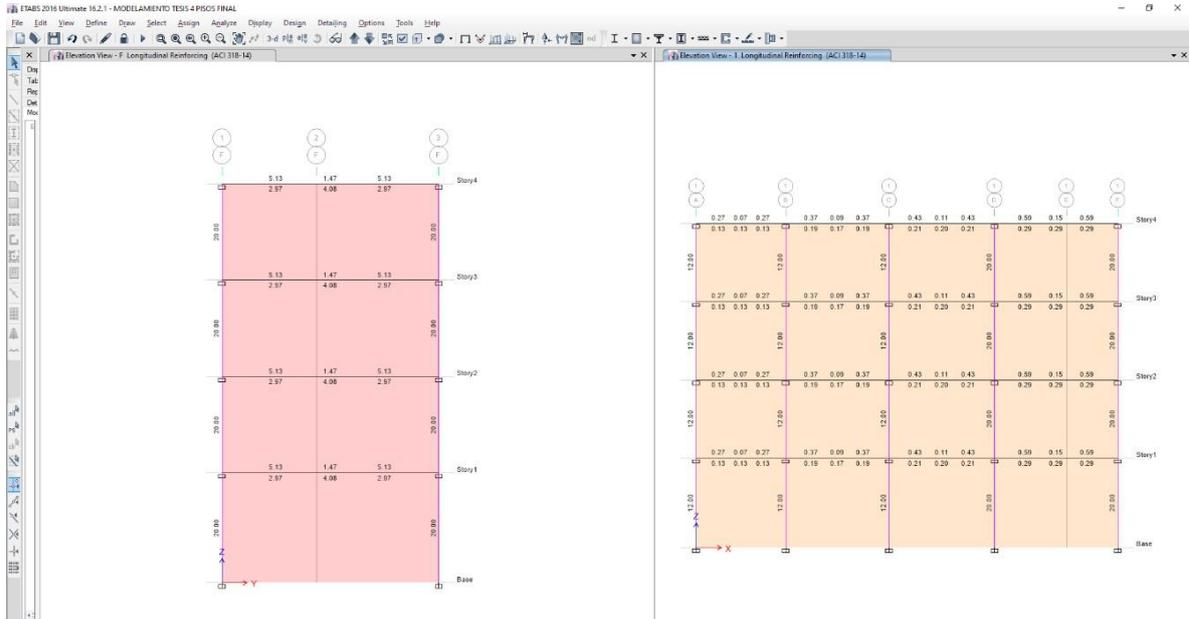 ETABS 2016 Ultimate 16.2.1 - MODELAMIENTO TESIS 4 PISOS FINAL
File Edit View Define Draw Select Assign Analyze Display Design Detailing Options Tools Help
Elevation View - F Longitudinal Reinforcing (ACI 318-14)
1 2 3
F F F
5.13 1.47 5.13 Story4
2.97 4.08 2.97
20.00 20.00
5.13 1.47 5.13 Story3
2.97 4.08 2.97
20.00 20.00
5.13 1.47 5.13 Story2
2.97 4.08 2.97
20.00 20.00
5.13 1.47 5.13 Story1
2.97 4.08 2.97
20.00 20.00
Z
Y
Base
Elevation View - 1 Longitudinal Reinforcing (ACI 318-14)
1 1 1 1 1 1
A B C D E F
0.27 0.07 0.27 0.37 0.09 0.37 0.43 0.11 0.43 0.59 0.15 0.59 Story4
0.13 0.13 0.13 0.19 0.17 0.19 0.21 0.20 0.21 0.29 0.29 0.29
12.00 12.00 12.00 20.00 20.00
0.27 0.07 0.27 0.37 0.09 0.37 0.43 0.11 0.43 0.59 0.15 0.59 Story3
0.13 0.13 0.13 0.19 0.17 0.19 0.21 0.20 0.21 0.29 0.29 0.29
12.00 12.00 12.00 20.00 20.00
0.27 0.07 0.27 0.37 0.09 0.37 0.43 0.11 0.43 0.59 0.15 0.59 Story2
0.13 0.13 0.13 0.19 0.17 0.19 0.21 0.20 0.21 0.29 0.29 0.29
12.00 12.00 12.00 20.00 20.00
0.27 0.07 0.27 0.37 0.09 0.37 0.43 0.11 0.43 0.59 0.15 0.59 Story1
0.13 0.13 0.13 0.19 0.17 0.19 0.21 0.20 0.21 0.29 0.29 0.29
12.00 12.00 12.00 20.00 20.00
Z
X
Base